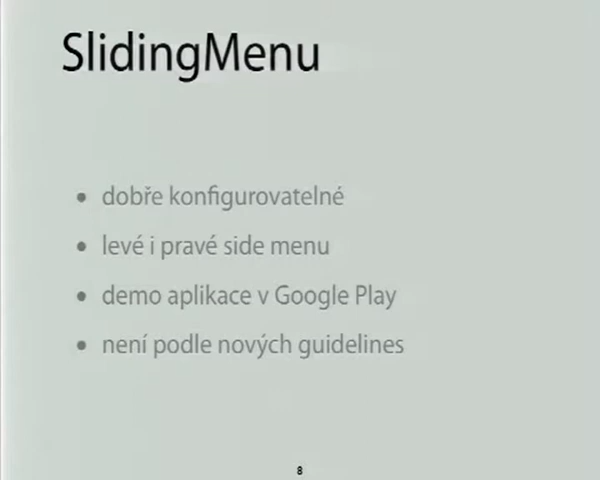 SlidingMenu
• dobře konfigurovatelné
• levé i pravé side menu
• demo aplikace v Google Play
• není podle nových guidelines
8